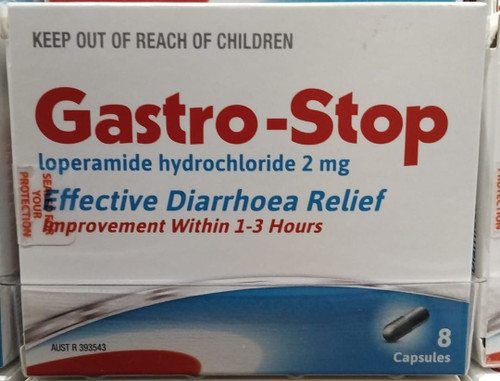 KEEP OUT OF REACH OF CHILDREN
Gastro-Stop
loperamide hydrochloride 2 mg
Effective Diarrhoea Relief
Improvement Within 1-3 Hours
SEALED FOR
YOUR
PROTECTION
AUST R 393543
8
Capsules